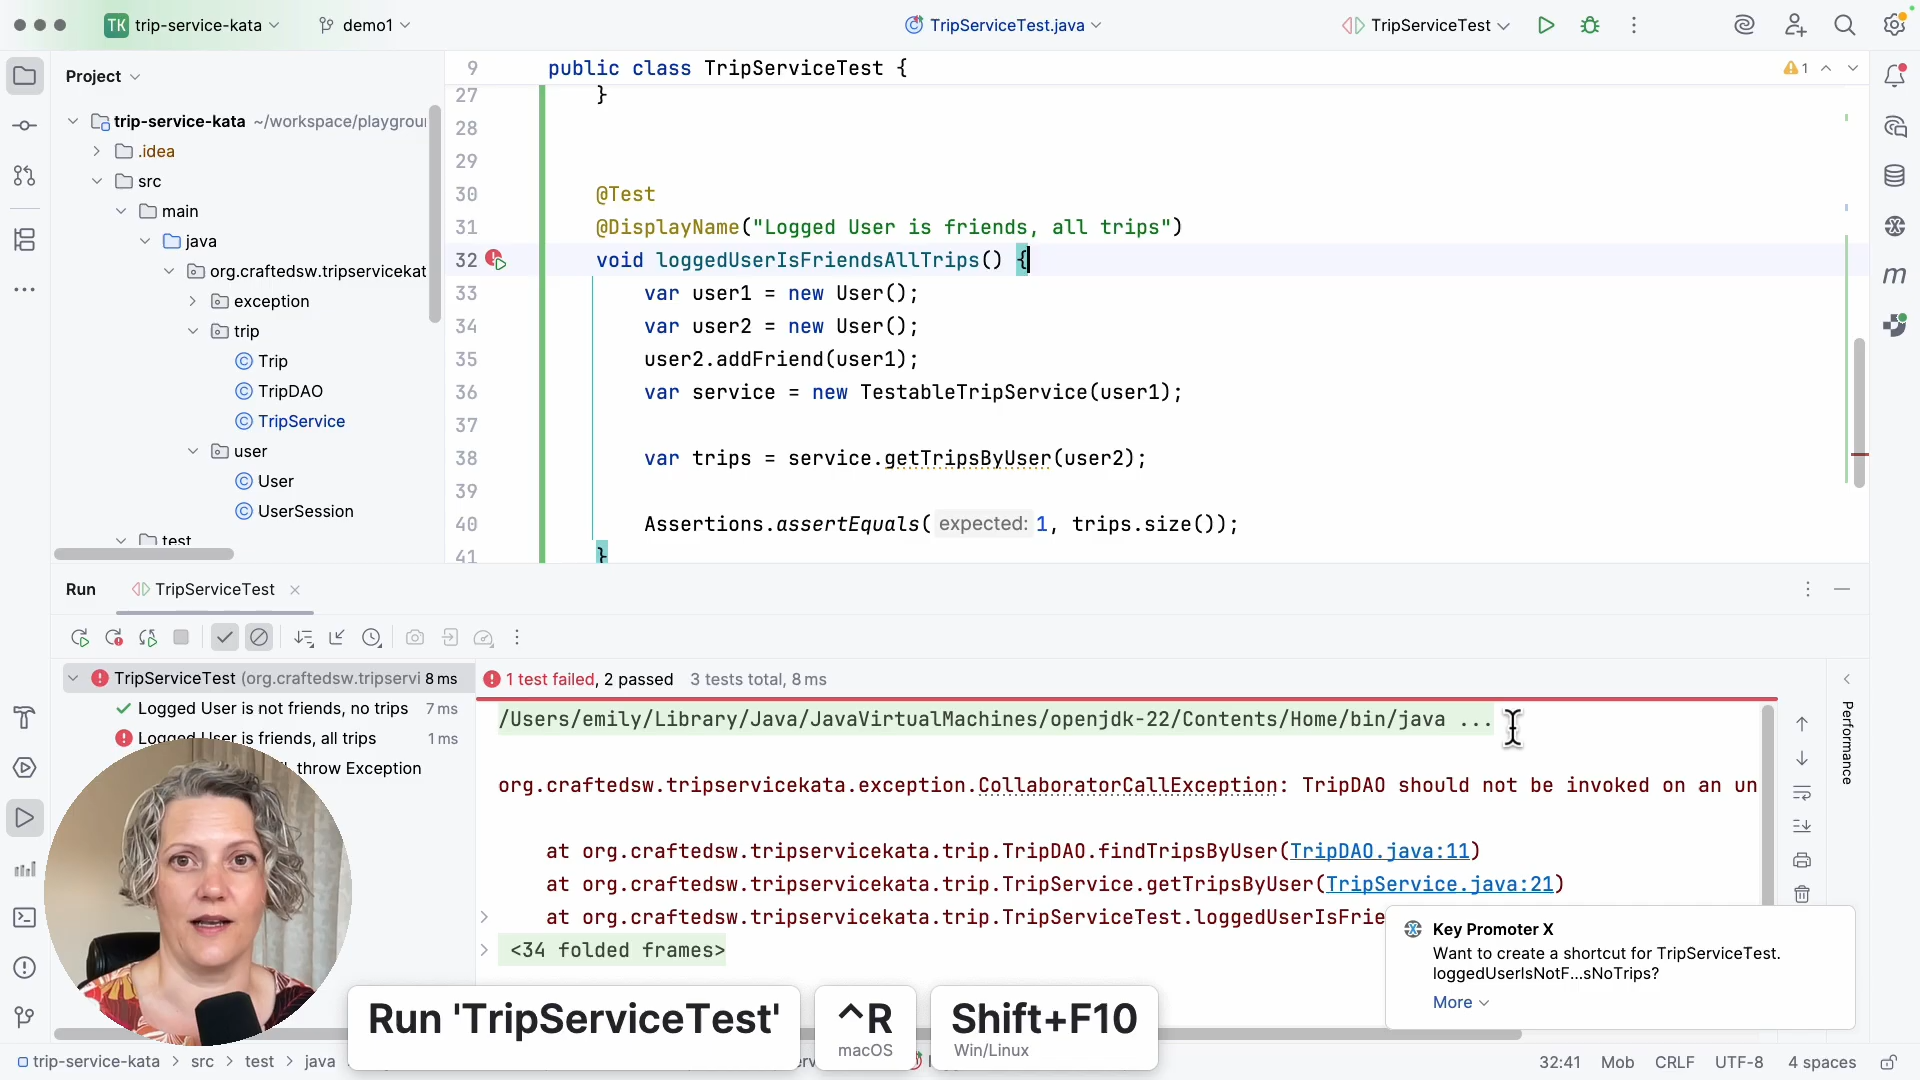 TK trip-service-kata
demo1
TripServiceTest.java
TripServiceTest
Project
trip-service-kata ~/workspace/playgrour
.idea
src
main
java
org.craftedsw.tripservicekat
exception
trip
Trip
TripDAO
TripService
user
User
UserSession
test
9 public class TripServiceTest {
1
27 }
28
29
30 @Test
31 @DisplayName("Logged User is friends, all trips")
32 void loggedUserIsFriendsAllTrips() {
33 var user1 = new User();
34 var user2 = new User();
35 user2.addFriend(user1);
36 var service = new TestableTripService(user1);
37
38 var trips = service.getTripsByUser(user2);
39
40 Assertions.assertEquals( expected: 1, trips.size());
41 }
m
Run TripServiceTest
TripServiceTest (org.craftedsw.tripservi 8 ms
Logged User is not friends, no trips 7 ms
Logged User is friends, all trips 1 ms
throw Exception
1 test failed, 2 passed 3 tests total, 8 ms
/Users/emily/Library/Java/JavaVirtualMachines/openjdk-22/Contents/Home/bin/java ...
org.craftedsw.tripservicekata.exception.CollaboratorCallException: TripDAO should not be invoked on an un
at org.craftedsw.tripservicekata.trip.TripDAO.findTripsByUser(TripDAO.java:11)
at org.craftedsw.tripservicekata.trip.TripService.getTripsByUser(TripService.java:21)
at org.craftedsw.tripservicekata.trip.TripServiceTest.loggedUserIsFrie
<34 folded frames>
Performance
Key Promoter X
Want to create a shortcut for TripServiceTest.
loggedUserIsNotF...sNoTrips?
More
Run 'TripServiceTest'
^R
macOS
Shift+F10
Win/Linux
trip-service-kata > src > test > java
32:41 Mob CRLF UTF-8 4 spaces